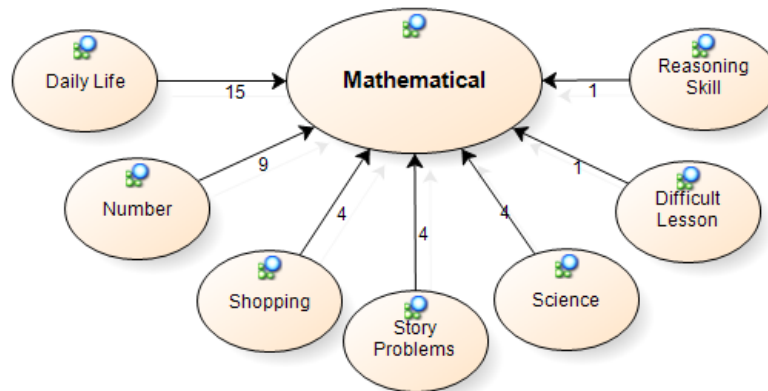 Mathematical
Daily Life
15
Number
9
Shopping
4
Story
Problems
4
Science
4
Difficult
Lesson
1
Reasoning
Skill
1